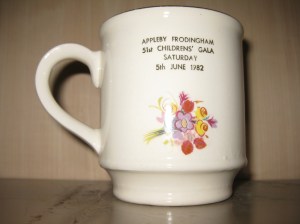 APPLEBY FRODINGHAM
51st CHILDRENS' GALA
SATURDAY
5th JUNE 1982